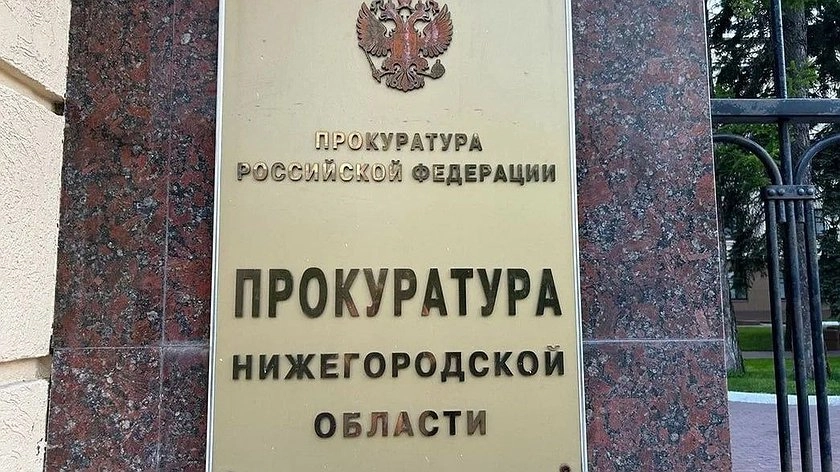 ПРОКУРАТУРА
РОССИЙСКОЙ ФЕДЕРАЦИИ
ПРОКУРАТУРА
НИЖЕГОРОДСКОЙ
ОБЛАСТИ